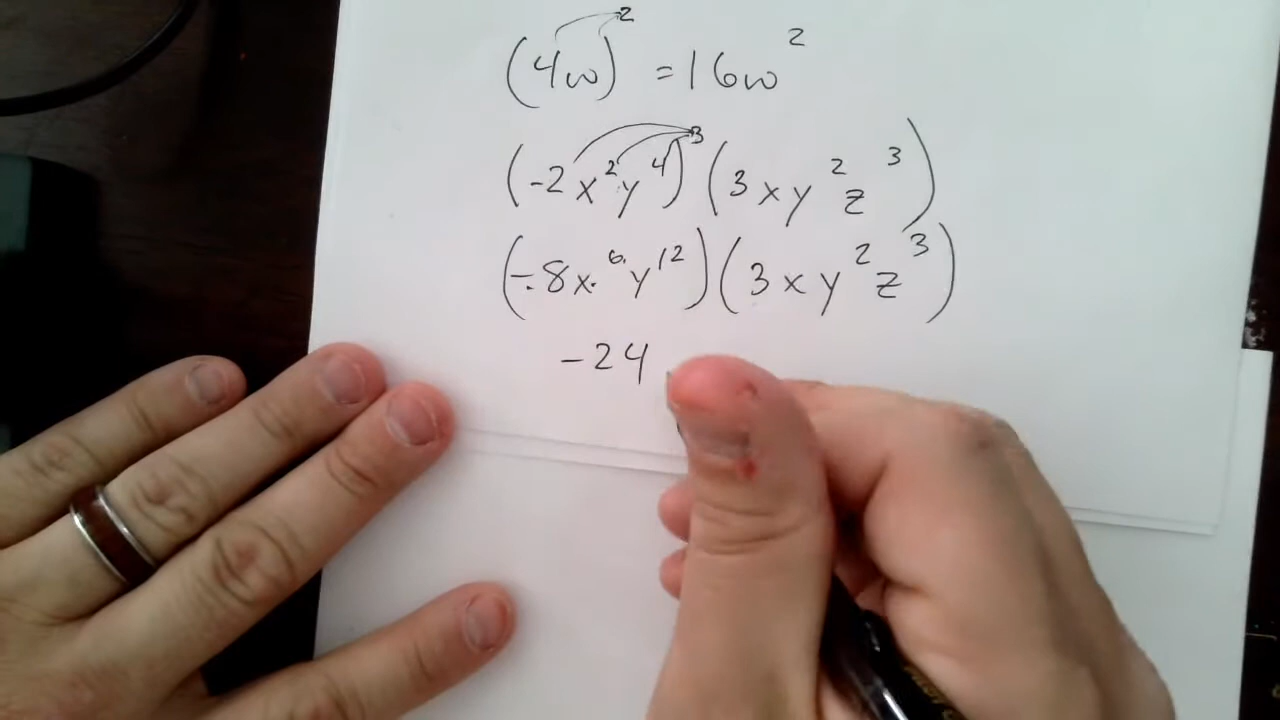 (4w)² = 16w²
(-2x²y⁴)³(3xy²z³)
(-8x⁶y¹²)(3xy²z³)
-24